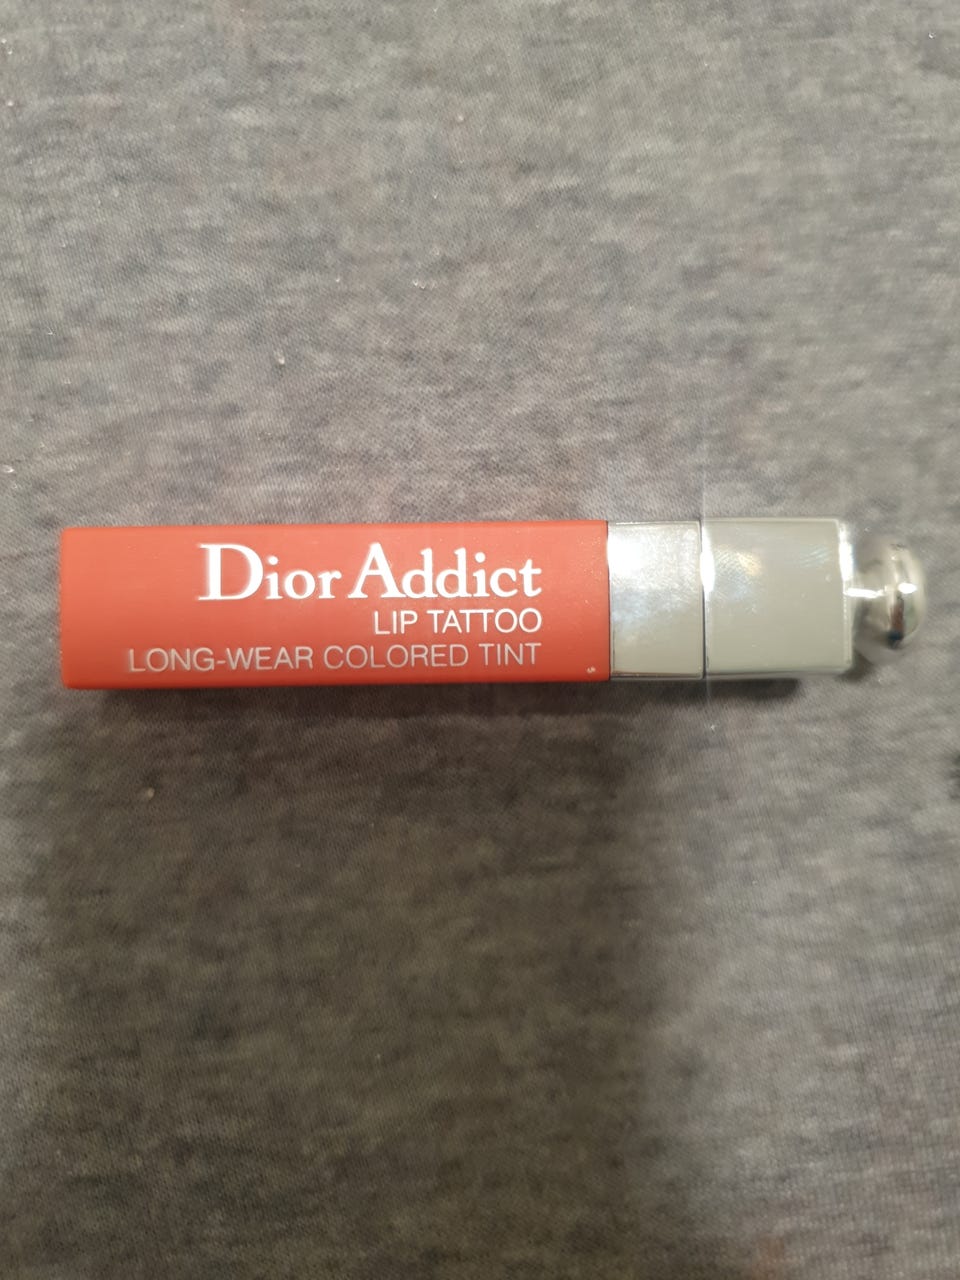 Dior Addict
LIP TATTOO
LONG-WEAR COLORED TINT